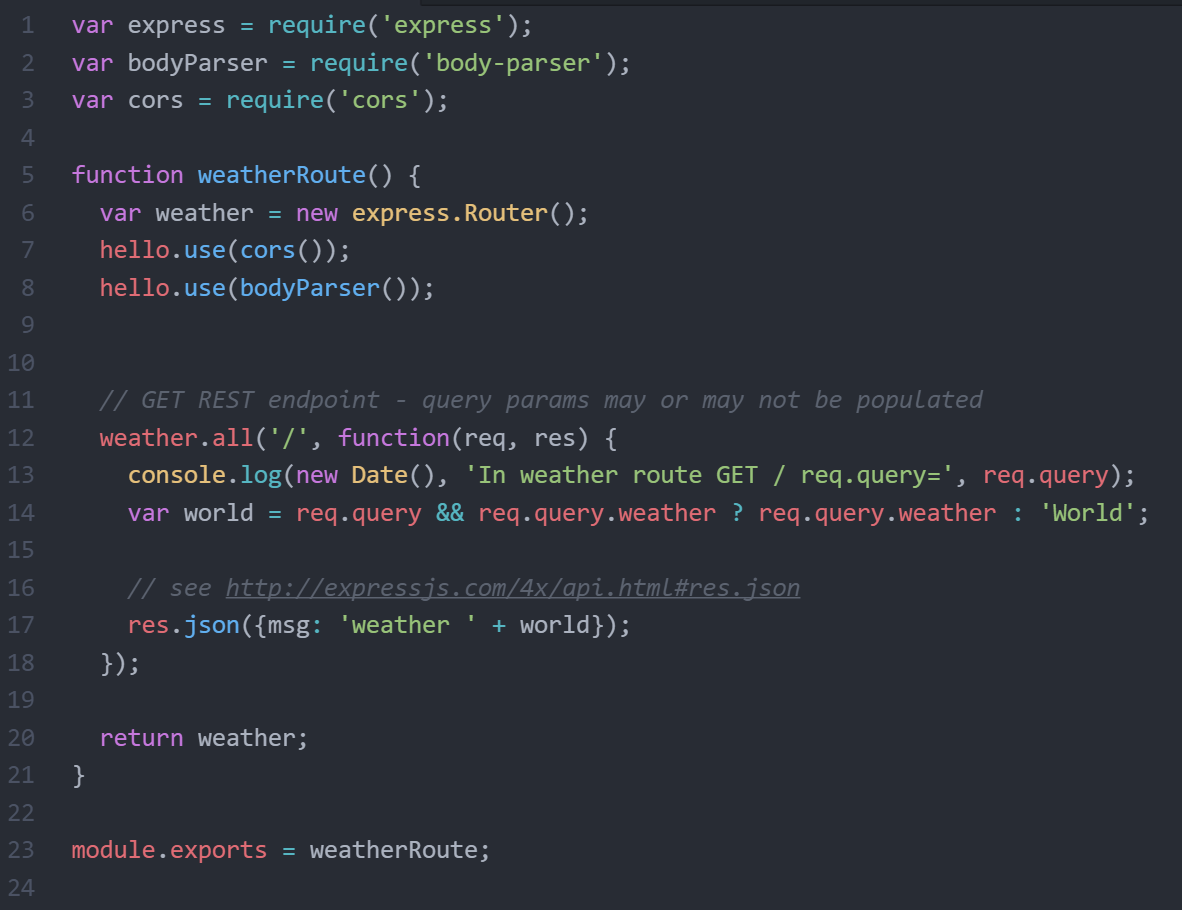 1 var express = require('express');
2 var bodyParser = require('body-parser');
3 var cors = require('cors');
4
5 function weatherRoute() {
6   var weather = new express.Router();
7   hello.use(cors());
8   hello.use(bodyParser());
9
10
11   // GET REST endpoint - query params may or may not be populated
12   weather.all('/', function(req, res) {
13     console.log(new Date(), 'In weather route GET / req.query=', req.query);
14     var world = req.query && req.query.weather ? req.query.weather : 'World';
15
16     // see http://expressjs.com/4x/api.html#res.json
17     res.json({msg: 'weather ' + world});
18   });
19
20   return weather;
21 }
22
23 module.exports = weatherRoute;
24